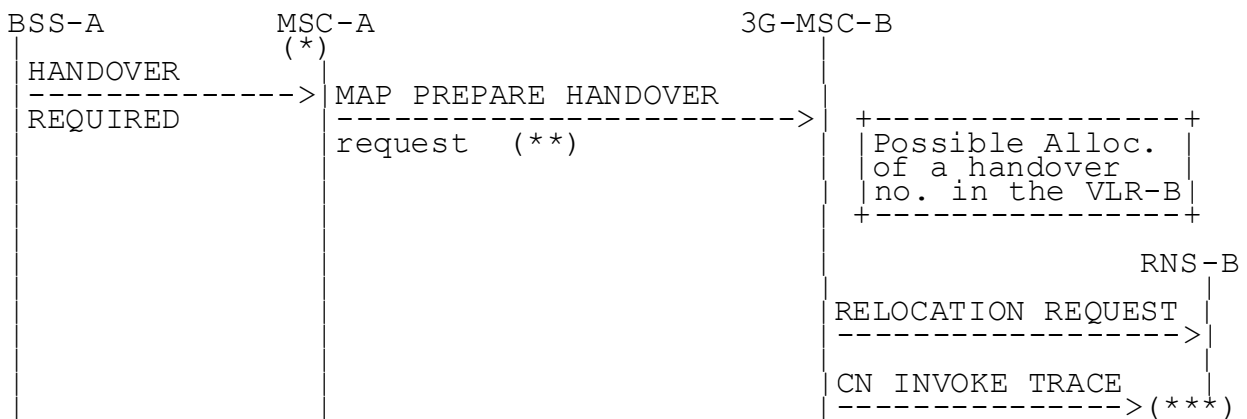 BSS-A MSC-A 3G-MSC-B
(*)
HANDOVER
MAP PREPARE HANDOVER
REQUIRED
request (**)
Possible Alloc.
of a handover
no. in the VLR-B
RNS-B
RELOCATION REQUEST
CN INVOKE TRACE
(***)